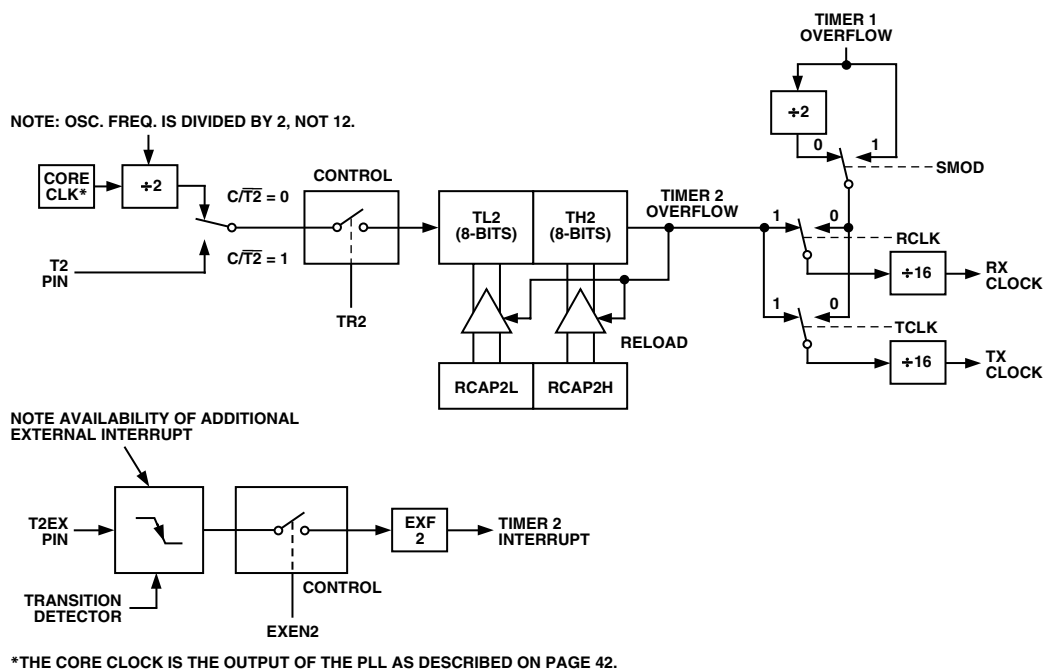 TIMER 1
OVERFLOW
÷2
0
1
SMOD
NOTE: OSC. FREQ. IS DIVIDED BY 2, NOT 12.
CORE
CLK*
÷2
C/T̅2̅ = 0
C/T̅2̅ = 1
T2
PIN
CONTROL
TR2
TL2
(8-BITS)
TH2
(8-BITS)
TIMER 2
OVERFLOW
RELOAD
RCAP2L
RCAP2H
1
0
RCLK
÷16
RX
CLOCK
1
0
TCLK
÷16
TX
CLOCK
NOTE AVAILABILITY OF ADDITIONAL
EXTERNAL INTERRUPT
T2EX
PIN
TRANSITION
DETECTOR
CONTROL
EXEN2
EXF
2
TIMER 2
INTERRUPT
*THE CORE CLOCK IS THE OUTPUT OF THE PLL AS DESCRIBED ON PAGE 42.